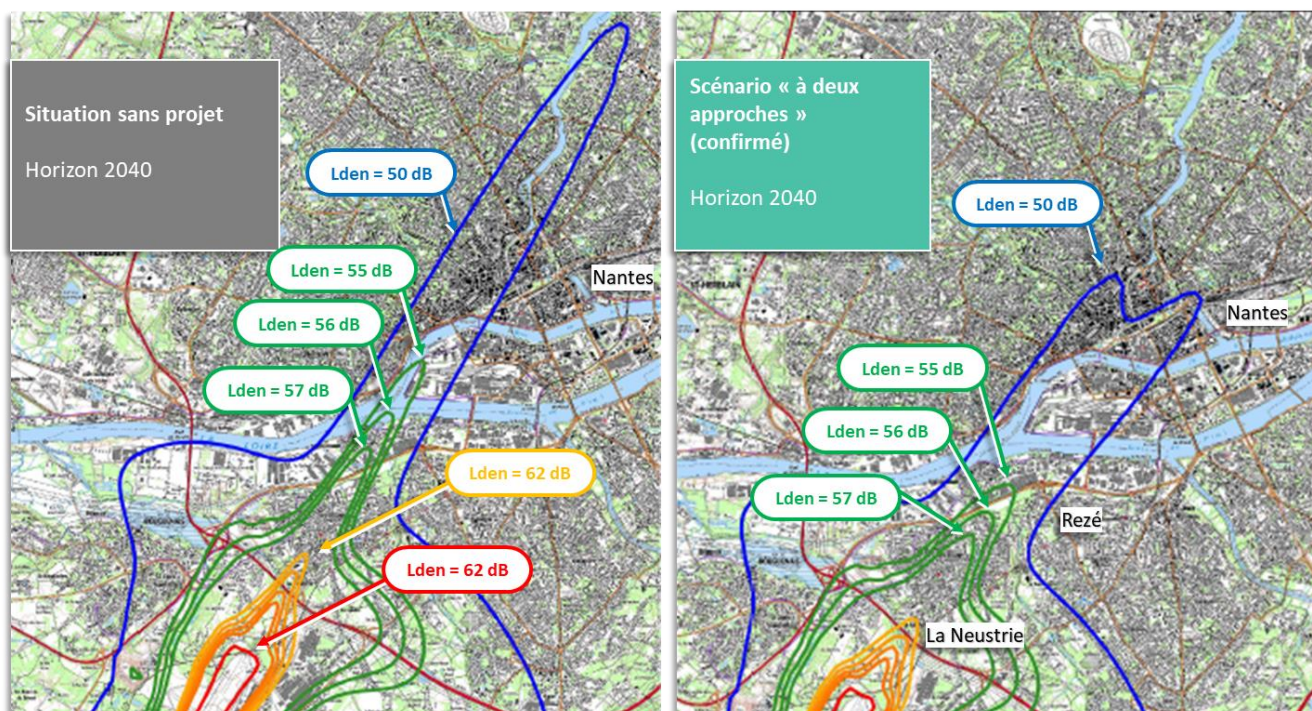 Situation sans projet
Horizon 2040
Lden = 50 dB
Lden = 55 dB
Nantes
Lden = 56 dB
Lden = 57 dB
LOIRE
Lden = 62 dB
Lden = 62 dB
Scénario « à deux
approches »
(confirmé)
Horizon 2040
Lden = 50 dB
Nantes
Lden = 55 dB
Lden = 56 dB
Lden = 57 dB
Rezé
La Neustrie